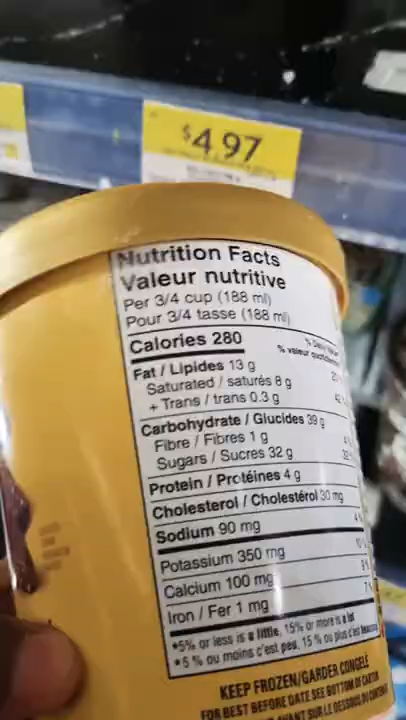 $4.97
Nutrition Facts
Valeur nutritive
Per 3/4 cup (188 ml)
Pour 3/4 tasse (188 ml)
Calories 280
% Daily Value
% valeur quotidienne
Fat / Lipides 13 g
Saturated / saturés 8 g
+ Trans / trans 0.3 g
Carbohydrate / Glucides 39 g
Fibre / Fibres 1 g
Sugars / Sucres 32 g
Protein / Protéines 4 g
Cholesterol / Cholestérol 30 mg
Sodium 90 mg
Potassium 350 mg
Calcium 100 mg
Iron / Fer 1 mg
*5% or less is a little, 15% or more is a lot
*5 % ou moins c'est peu, 15 % ou plus c'est beaucoup
KEEP FROZEN/GARDER CONGELÉ
FOR BEST BEFORE DATE SEE BOTTOM OF CARTON
AVANT SUR LE DESSOUS DU CONTENANT